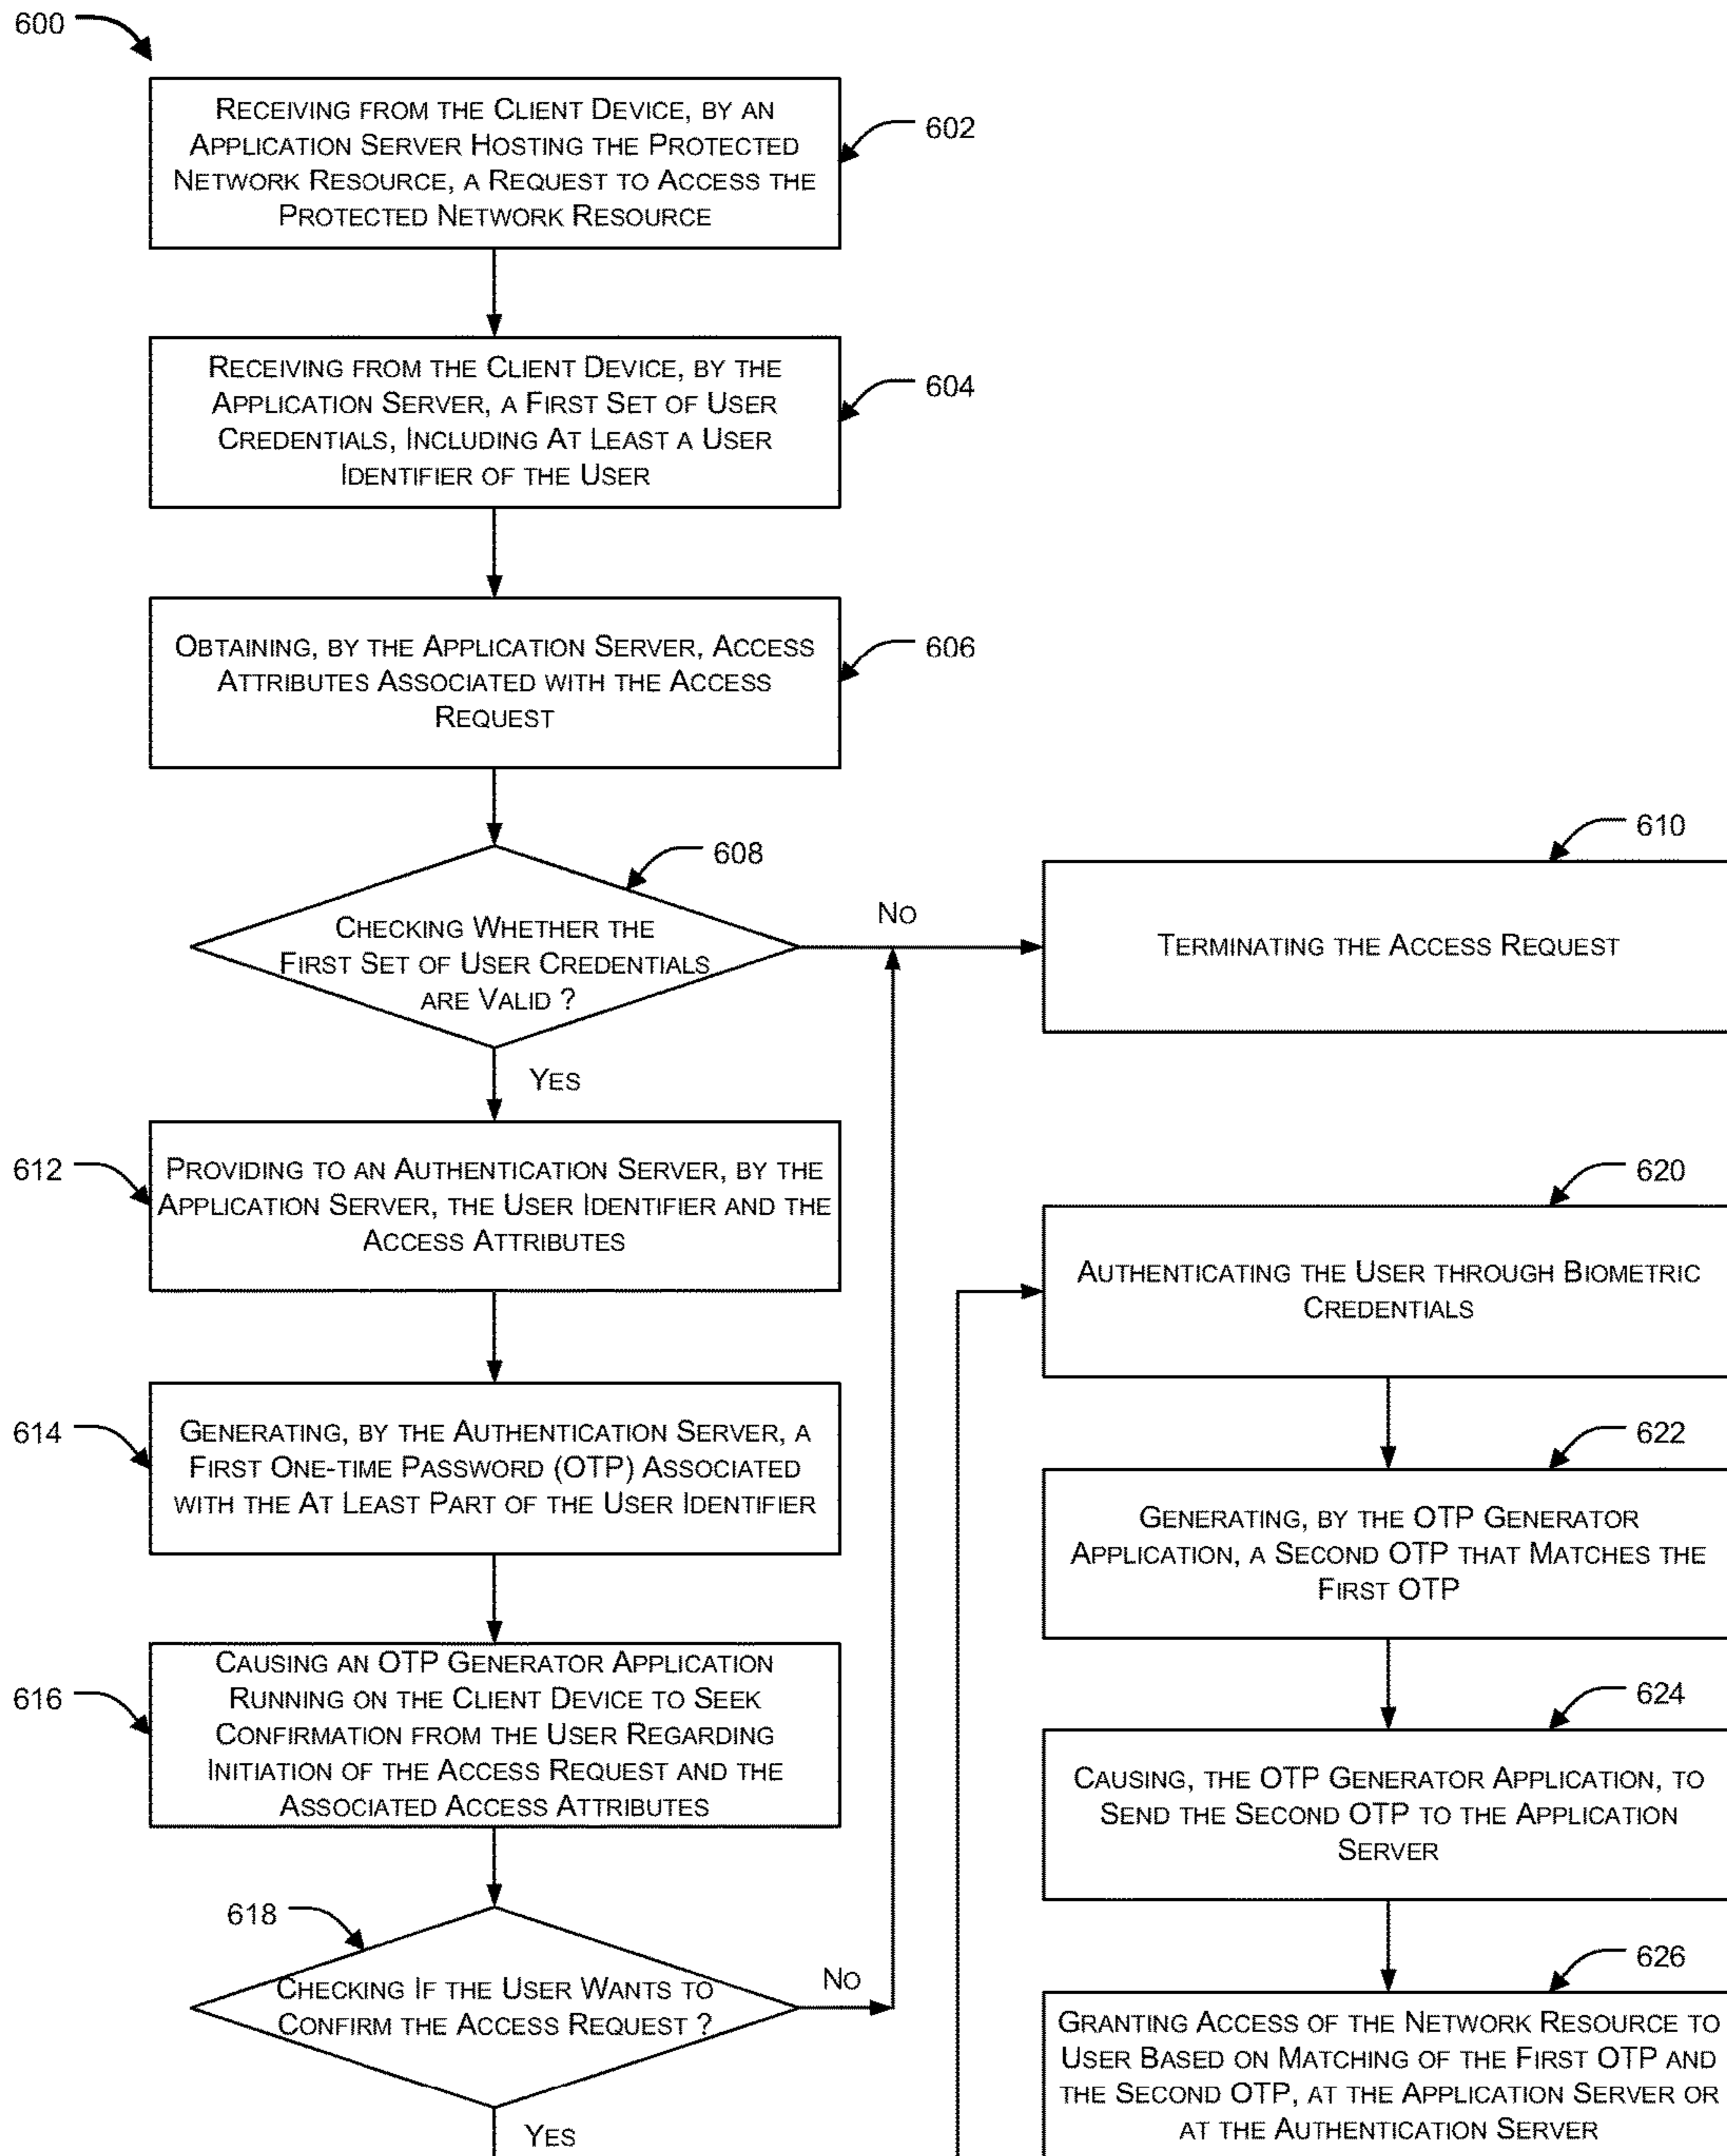 600
RECEIVING FROM THE CLIENT DEVICE, BY AN
APPLICATION SERVER HOSTING THE PROTECTED
NETWORK RESOURCE, A REQUEST TO ACCESS THE
PROTECTED NETWORK RESOURCE
602
RECEIVING FROM THE CLIENT DEVICE, BY THE
APPLICATION SERVER, A FIRST SET OF USER
CREDENTIALS, INCLUDING AT LEAST A USER
IDENTIFIER OF THE USER
604
OBTAINING, BY THE APPLICATION SERVER, ACCESS
ATTRIBUTES ASSOCIATED WITH THE ACCESS
REQUEST
606
608
CHECKING WHETHER THE
FIRST SET OF USER CREDENTIALS
ARE VALID ?
NO
YES
610
TERMINATING THE ACCESS REQUEST
612
PROVIDING TO AN AUTHENTICATION SERVER, BY THE
APPLICATION SERVER, THE USER IDENTIFIER AND THE
ACCESS ATTRIBUTES
614
GENERATING, BY THE AUTHENTICATION SERVER, A
FIRST ONE-TIME PASSWORD (OTP) ASSOCIATED
WITH THE AT LEAST PART OF THE USER IDENTIFIER
616
CAUSING AN OTP GENERATOR APPLICATION
RUNNING ON THE CLIENT DEVICE TO SEEK
CONFIRMATION FROM THE USER REGARDING
INITIATION OF THE ACCESS REQUEST AND THE
ASSOCIATED ACCESS ATTRIBUTES
618
CHECKING IF THE USER WANTS TO
CONFIRM THE ACCESS REQUEST ?
NO
YES
620
AUTHENTICATING THE USER THROUGH BIOMETRIC
CREDENTIALS
622
GENERATING, BY THE OTP GENERATOR
APPLICATION, A SECOND OTP THAT MATCHES THE
FIRST OTP
624
CAUSING, THE OTP GENERATOR APPLICATION, TO
SEND THE SECOND OTP TO THE APPLICATION
SERVER
626
GRANTING ACCESS OF THE NETWORK RESOURCE TO
USER BASED ON MATCHING OF THE FIRST OTP AND
THE SECOND OTP, AT THE APPLICATION SERVER OR
AT THE AUTHENTICATION SERVER